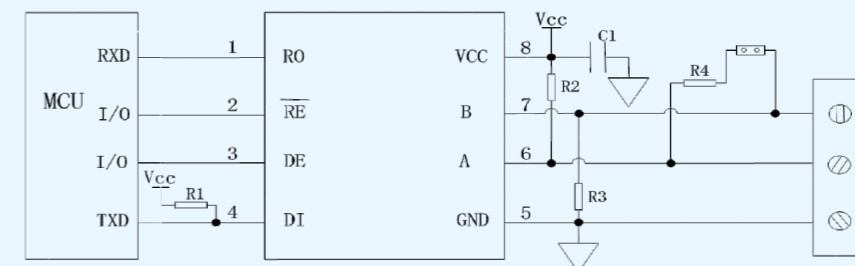 Vcc
C1
RXD 1 RO VCC 8
R2 R4
MCU
I/O 2 RE B 7
I/O 3 DE A 6
Vcc
R1 R3
TXD 4 DI GND 5